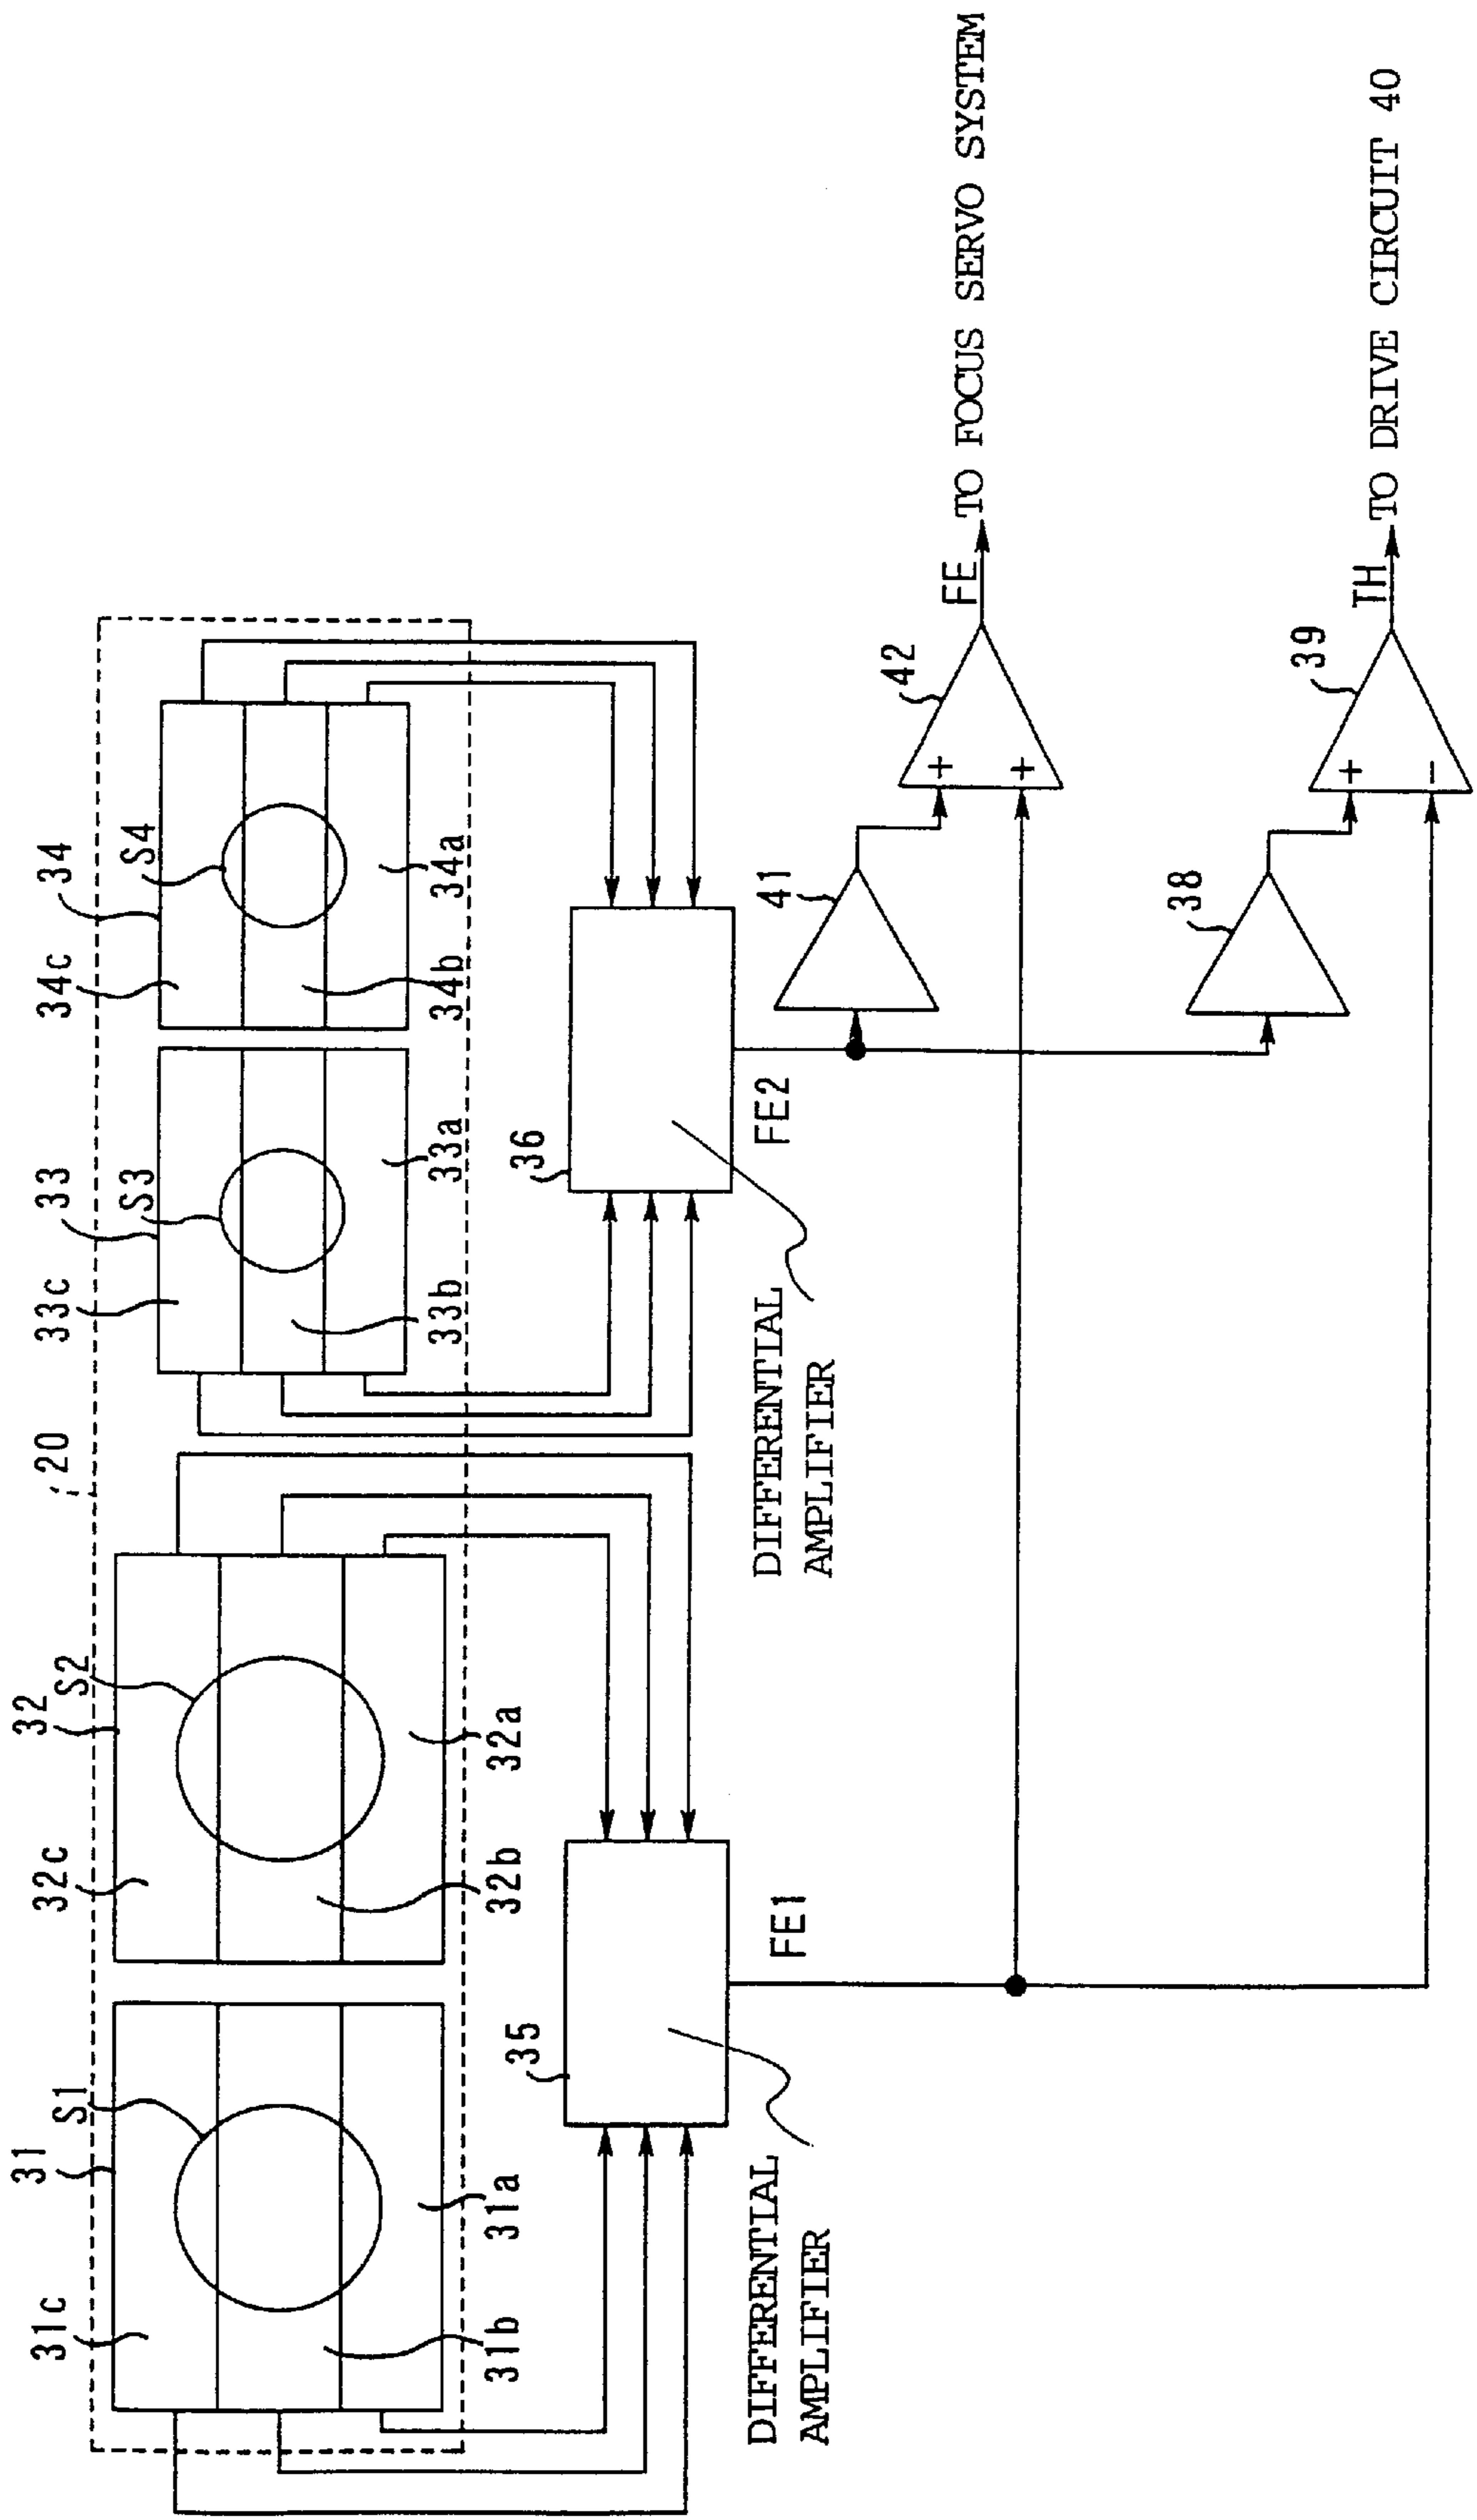 20
31
S1
31c
31a
31b
32
S2
32c
32a
32b
33
S3
33c
33a
33b
34
S4
34c
34a
34b
35
DIFFERENTIAL
AMPLIFIER
FE1
36
DIFFERENTIAL
AMPLIFIER
FE2
41
42
+
+
FE
TO FOCUS SERVO SYSTEM
38
39
+
−
TH
TO DRIVE CIRCUIT 40